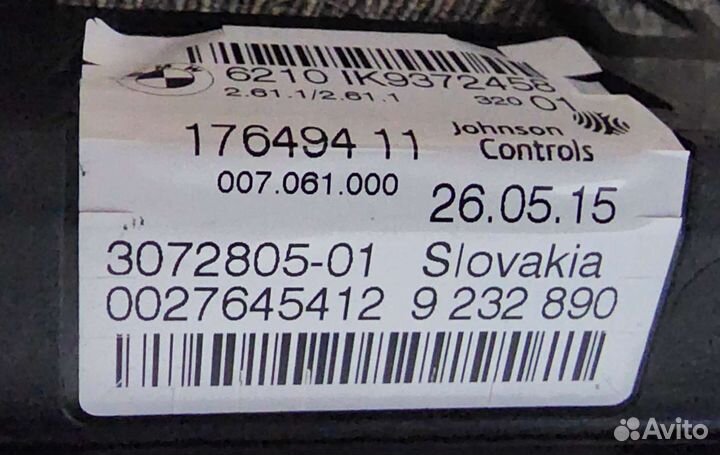 6210 IK9372458
2.61.1/2.61.1 320 01
176494 11 Johnson
Controls
007.061.000 26.05.15
3072805-01 Slovakia
0027645412 9 232 890
Avito